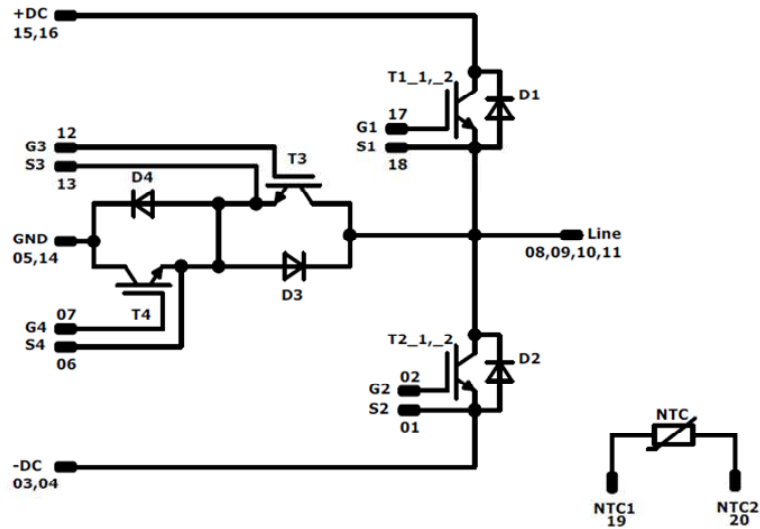 +DC
15,16
T1_1,_2
D1
17
G1
S1
18
12
G3
S3
13
T3
D4
GND
05,14
Line
08,09,10,11
D3
07
T4
G4
S4
06
T2_1,_2
D2
02
G2
S2
01
-DC
03,04
NTC
NTC1
19
NTC2
20